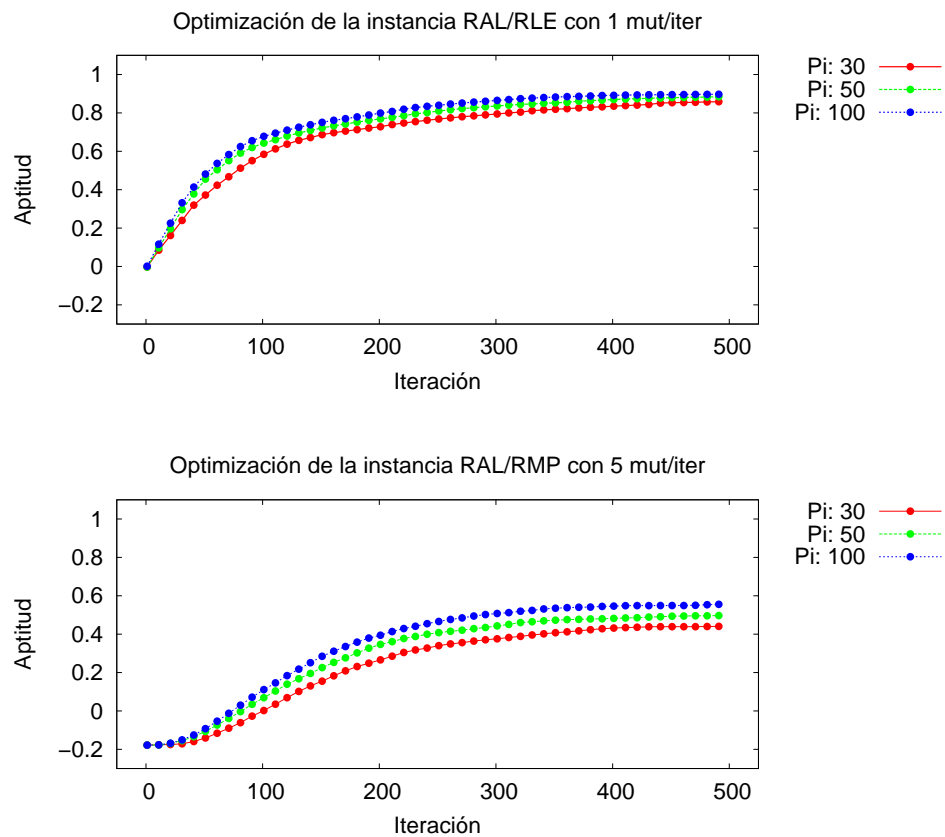 Optimización de la instancia RAL/RLE con 1 mut/iter
1
0.8
0.6
0.4
0.2
0
−0.2
Aptitud
0 100 200 300 400 500
Iteración
Pi: 30
Pi: 50
Pi: 100
Optimización de la instancia RAL/RMP con 5 mut/iter
1
0.8
0.6
0.4
0.2
0
−0.2
Aptitud
0 100 200 300 400 500
Iteración
Pi: 30
Pi: 50
Pi: 100